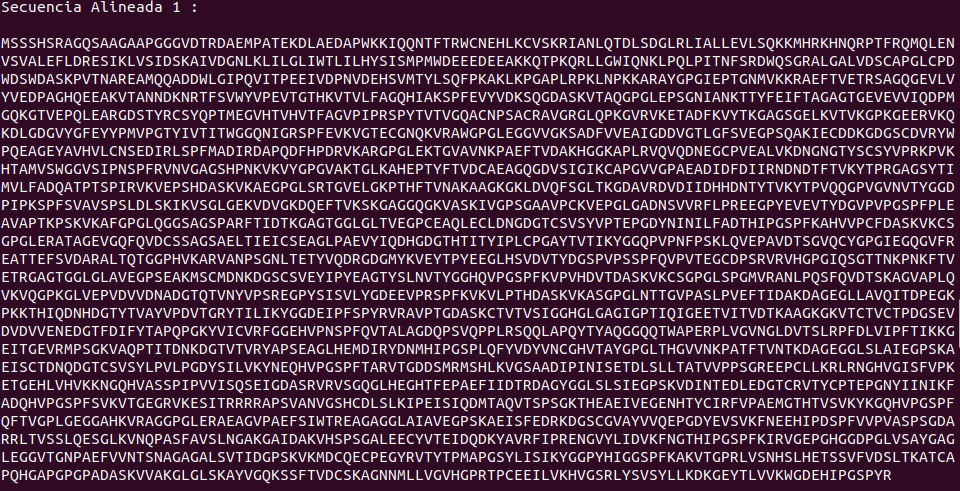 Secuencia Alineada 1 :
MSSSHSRAGQSAAGAAPGGGVDTRDAEMPATEKDLAEDAPWKKIQQNTFTRWCNEHLKCVSKRIANLQTDLSDGLRLIALLEVLSQKKMHRKHNQRPTFRQMQLEN
VSVALEFLDRESIKLVSIDSKAIVDGNLKLILGLIWTLILHYSISMPMWDEEEDEEAKKQTPKQRLLGWIQNKLPQLPITNFSRDWQSGRALGALVDSCAPGLCPD
WDSWDASKPVTNAREAMQQADDWLGIPQVITPEEIVDPNVDEHSVMTYLSQFPKAKLKPGAPLRPKLNPKKARAYGPGIEPTGNMVKKRAEFTVETRSAGQGEVLV
YVEDPAGHQEEAKVTANNDKNRTFSVWYVPEVTGTHKVTVLFAGQHIAKSPFEVYVDKSQGDASKVTAQGPGLEPSGNIANKTTYFEIFTAGAGTGEVEVVIQDPM
GQKGTVEPQLEARGDSTYRCSYQPTMEGVHTVHVTFAGVPIPRSPYTVTVGQACNPSACRAVGRGLQPKGVRVKETADFKVYTKGAGSGELKVTVKGPKGEERVKQ
KDLGDGVYGFEYYPMVPGTYIVTITWGGQNIGRSPFEVKVGTECGNQKVRAWGPGLEGGVVGKSADFVVEAIGDDVGTLGFSVEGPSQAKIECDDKGDGSCDVRYW
PQEAGEYAVHVLCNSEDIRLSPFMADIRDAPQDFHPDRVKARGPGLEKTGVAVNKPAEFTVDAKHGGKAPLRVQVQDNEGCPVEALVKDNGNGTYSCSYVPRKPVK
HTAMVSWGGVSIPNSPFRVNVGAGSHPNKVKVYGPGVAKTGLKAHEPTYFTVDCAEAGQGDVSIGIKCAPGVVGPAEADIDFDIIRNDNDTFTVKYTPRGAGSYTI
MVLFADQATPTSPIRVKVEPSHDASKVKAEGPGLSRTGVELGKPTHFTVNAKAAGKGKLDVQFSGLTKGDAVRDVDIIDHHDNTYTVKYTPVQQGPVGVNVTYGGD
PIPKSPFSVAVSPSLDLSKIKVSGLGEKVDVGKDQEFTVKSKGAGGQGKVASKIVGPSGAAVPCKVEPGLGADNSVVRFLPREEGPYEVEVTYDGVPVPGSPFPLE
AVAPTKPSKVKAFGPGLQGGSAGSPARFTIDTKGAGTGGLGLTVEGPCEAQLECLDNGDGTCSVSYVPTEPGDYNINILFADTHIPGSPFKAHVVPCFDASKVKCS
GPGLERATAGEVGQFQVDCSSAGSAELTIEICSEAGLPAEVYIQDHGDGTHTITYIPLCPGAYTVTIKYGGQPVPNFPSKLQVEPAVDTSGVQCYGPGIEGQGVFR
EATTEFSVDARALTQTGGPHVKARVANPSGNLTETYVQDRGDGMYKVEYTPYEEGLHSVDVTYDGSPVPSSPFQVPVTEGCDPSRVRVHGPGIQSGTTNKPNKFTV
ETRGAGTGGLGLAVEGPSEAKMSCMDNKDGSCSVEYIPYEAGTYSLNVTYGGHQVPGSPFKVPVHDVTDASKVKCSGPGLSPGMVRANLPQSFQVDTSKAGVAPLQ
VKVQGPKGLVEPVDVVDNADGTQTVNYVPSREGPYSISVLYGDEEVPRSPFKVKVLPTHDASKVKASGPGLNTTGVPASLPVEFTIDAKDAGEGLLAVQITDPEGK
PKKTHIQDNHDGTYTVAYVPDVTGRYTILIKYGGDEIPFSPYRVRAVPTGDASKCTVTVSIGGHGLGAGIGPTIQIGEETVITVDTKAAGKGKVTCTVCTPDGSEV
DVDVVENEDGTFDIFYTAPQPGKYVICVRFGGEHVPNSPFQVTALAGDQPSVQPPLRSQQLAPQYTYAQGGQQTWAPERPLVGVNGLDVTSLRPFDLVIPFTIKKG
EITGEVRMPSGKVAQPTITDNKDGTVTVRYAPSEAGLHEMDIRYDNMHIPGSPLQFYVDYVNCGHVTAYGPGLTHGVVNKPATFTVNTKDAGEGGLSLAIEGPSKA
EISCTDNQDGTCSVSYLPVLPGDYSILVKYNEQHVPGSPFTARVTGDDSMRMSHLKVGSAADIPINISETDLSLLTATVVPPSGREEPCLLKRLRNGHVGISFVPK
ETGEHLVHVKKNGQHVASSPIPVVISQSEIGDASRVRVSGQGLHEGHTFEPAEFIIDTRDAGYGGLSLSIEGPSKVDINTEDLEDGTCRVTYCPTEPGNYIINIKF
ADQHVPGSPFSVKVTGEGRVKESITRRRRAPSVANVGSHCDLSLKIPEISIQDMTAQVTSPSGKTHEAEIVEGENHTYCIRFVPAEMGTHTVSVKYKGQHVPGSPF
QFTVGPLGEGGAHKVRAGGPGLERAEAGVPAEFSIWTREAGAGGLAIAVEGPSKAEISFEDRKDGSCGVAYVVQEPGDYEVSVKFNEEHIPDSPFVVPVASPSGDA
RRLTVSSLQESGLKVNQPASFAVSLNGAKGAIDAKVHSPSGALEECYVTEIDQDKYAVRFIPRENGVYLIDVKFNGTHIPGSPFKIRVGEPGHGGDPGLVSAYGAG
LEGGVTGNPAEFVVNTSNAGAGALSVTIDGPSKVKMDCQECPEGYRVTYTPMAPGSYLISIKYGGPYHIGGSPFKAKVTGPRLVSNHSLHETSSVFVDSLTKATCA
PQHGAPGPGPADASKVVAKGLGLSKAYVGQKSSFTVDCSKAGNNMLLVGVHGPRTPCEEILVKHVGSRLYSVSYLLKDKGEYTLVVKWGDEHIPGSPYR